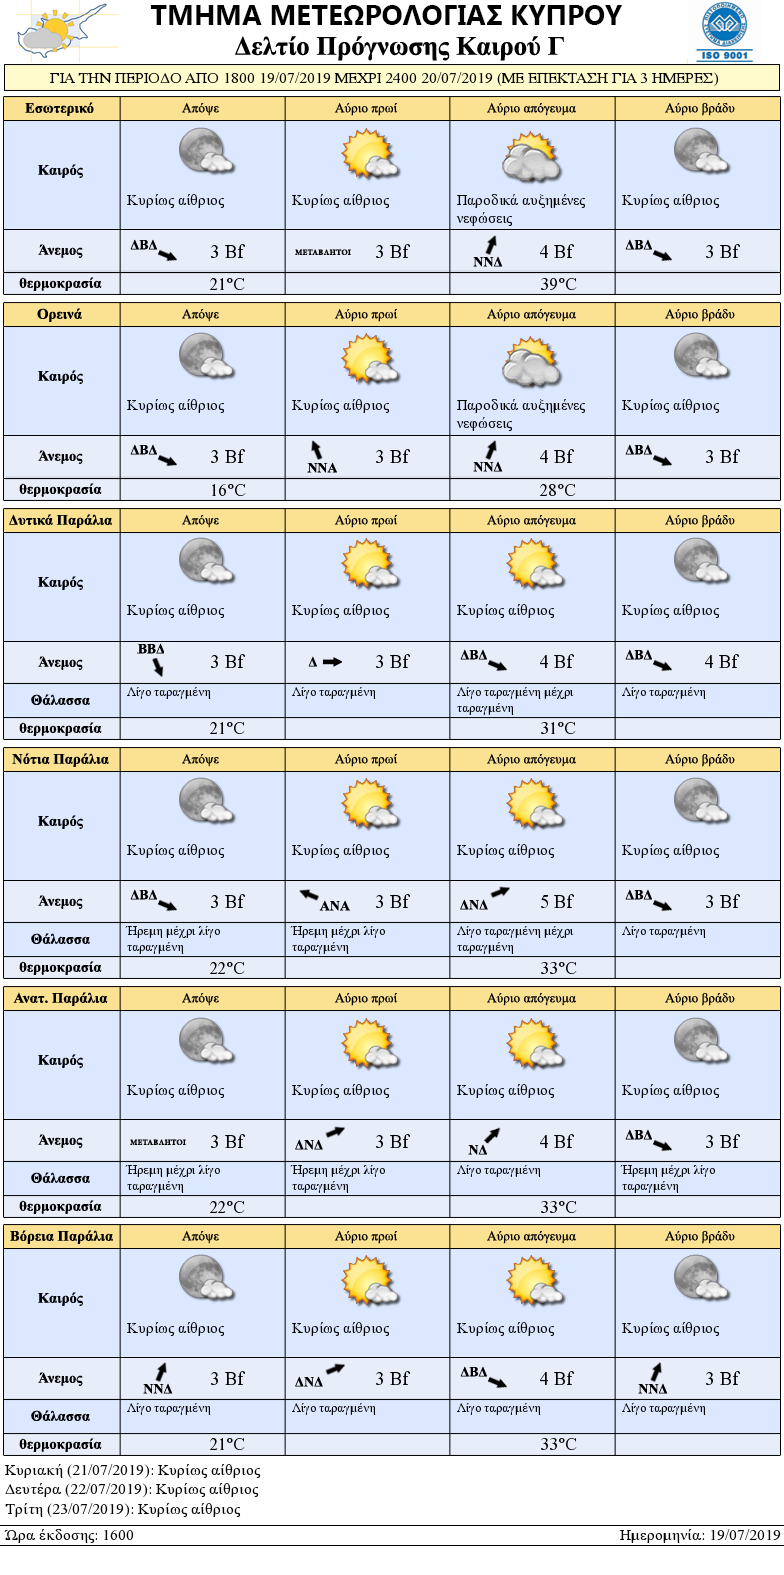 ΤΜΗΜΑ ΜΕΤΕΩΡΟΛΟΓΙΑΣ ΚΥΠΡΟΥ
Δελτίο Πρόγνωσης Καιρού Γ
ISO 9001
ΓΙΑ ΤΗΝ ΠΕΡΙΟΔΟ ΑΠΟ 1800 19/07/2019 ΜΕΧΡΙ 2400 20/07/2019 (ΜΕ ΕΠΕΚΤΑΣΗ ΓΙΑ 3 ΗΜΕΡΕΣ)
Εσωτερικό Απόψε Αύριο πρωί Αύριο απόγευμα Αύριο βράδυ
Καιρός
Κυρίως αίθριος Κυρίως αίθριος Παροδικά αυξημένες Κυρίως αίθριος
νεφώσεις
Άνεμος ΔΒΔ 3 Bf ΜΕΤΑΒΛΗΤΟΙ 3 Bf ΝΝΔ 4 Bf ΔΒΔ 3 Bf
θερμοκρασία 21°C 39°C
Ορεινά Απόψε Αύριο πρωί Αύριο απόγευμα Αύριο βράδυ
Καιρός
Κυρίως αίθριος Κυρίως αίθριος Παροδικά αυξημένες Κυρίως αίθριος
νεφώσεις
Άνεμος ΔΒΔ 3 Bf ΝΝΑ 3 Bf ΝΝΔ 4 Bf ΔΒΔ 3 Bf
θερμοκρασία 16°C 28°C
Δυτικά Παράλια Απόψε Αύριο πρωί Αύριο απόγευμα Αύριο βράδυ
Καιρός
Κυρίως αίθριος Κυρίως αίθριος Κυρίως αίθριος Κυρίως αίθριος
Άνεμος ΒΒΔ 3 Bf Δ 3 Bf ΔΒΔ 4 Bf ΔΒΔ 4 Bf
Θάλασσα Λίγο ταραγμένη Λίγο ταραγμένη Λίγο ταραγμένη μέχρι Λίγο ταραγμένη
ταραγμένη
θερμοκρασία 21°C 31°C
Νότια Παράλια Απόψε Αύριο πρωί Αύριο απόγευμα Αύριο βράδυ
Καιρός
Κυρίως αίθριος Κυρίως αίθριος Κυρίως αίθριος Κυρίως αίθριος
Άνεμος ΔΒΔ 3 Bf ΑΝΑ 3 Bf ΔΝΔ 5 Bf ΔΒΔ 3 Bf
Θάλασσα Ήρεμη μέχρι λίγο Ήρεμη μέχρι λίγο Λίγο ταραγμένη μέχρι Λίγο ταραγμένη
ταραγμένη ταραγμένη ταραγμένη
θερμοκρασία 22°C 33°C
Ανατ. Παράλια Απόψε Αύριο πρωί Αύριο απόγευμα Αύριο βράδυ
Καιρός
Κυρίως αίθριος Κυρίως αίθριος Κυρίως αίθριος Κυρίως αίθριος
Άνεμος ΜΕΤΑΒΛΗΤΟΙ 3 Bf ΔΝΔ 3 Bf ΝΔ 4 Bf ΔΒΔ 3 Bf
Θάλασσα Ήρεμη μέχρι λίγο Ήρεμη μέχρι λίγο Λίγο ταραγμένη Ήρεμη μέχρι λίγο
ταραγμένη ταραγμένη ταραγμένη
θερμοκρασία 22°C 33°C
Βόρεια Παράλια Απόψε Αύριο πρωί Αύριο απόγευμα Αύριο βράδυ
Καιρός
Κυρίως αίθριος Κυρίως αίθριος Κυρίως αίθριος Κυρίως αίθριος
Άνεμος ΝΝΔ 3 Bf ΔΝΔ 3 Bf ΔΒΔ 4 Bf ΝΝΔ 3 Bf
Θάλασσα Λίγο ταραγμένη Λίγο ταραγμένη Λίγο ταραγμένη Λίγο ταραγμένη
θερμοκρασία 21°C 33°C
Κυριακή (21/07/2019): Κυρίως αίθριος
Δευτέρα (22/07/2019): Κυρίως αίθριος
Τρίτη (23/07/2019): Κυρίως αίθριος
Ώρα έκδοσης: 1600 Ημερομηνία: 19/07/2019